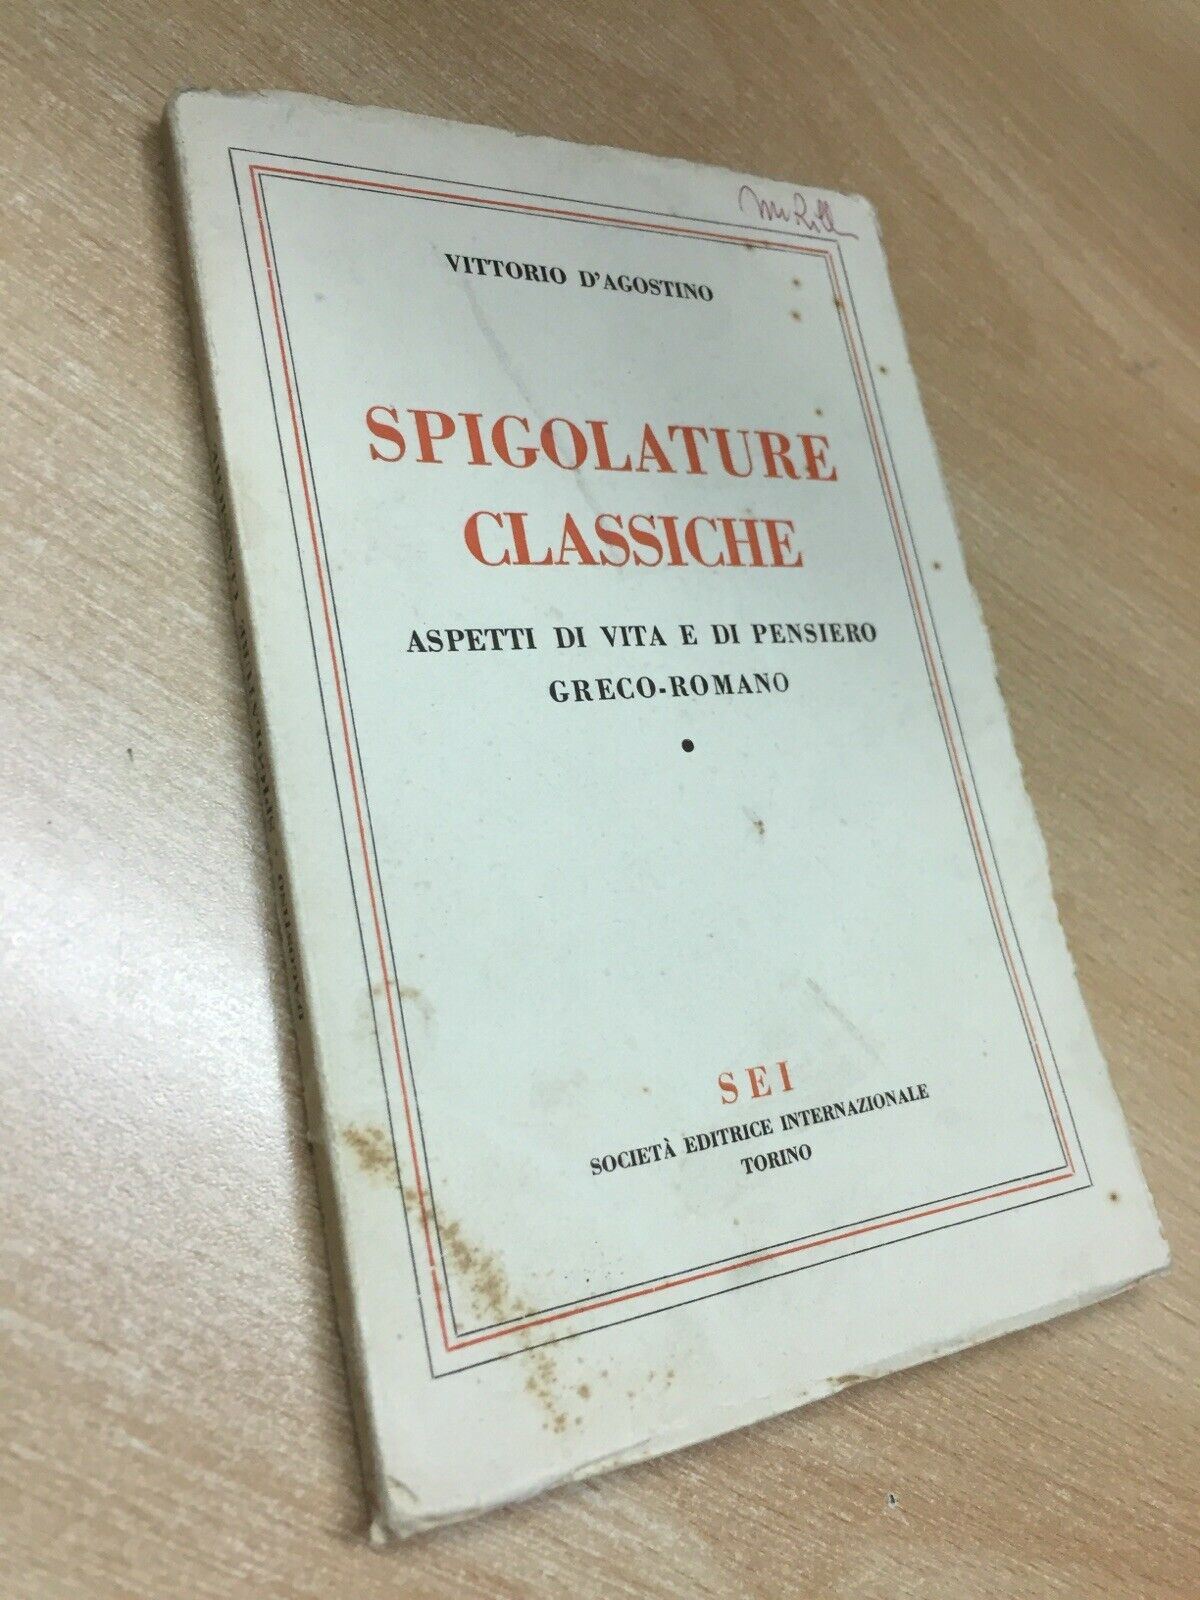 VITTORIO D'AGOSTINO
SPIGOLATURE
CLASSICHE
ASPETTI DI VITA E DI PENSIERO
GRECO-ROMANO
SEI
SOCIETÀ EDITRICE INTERNAZIONALE
TORINO